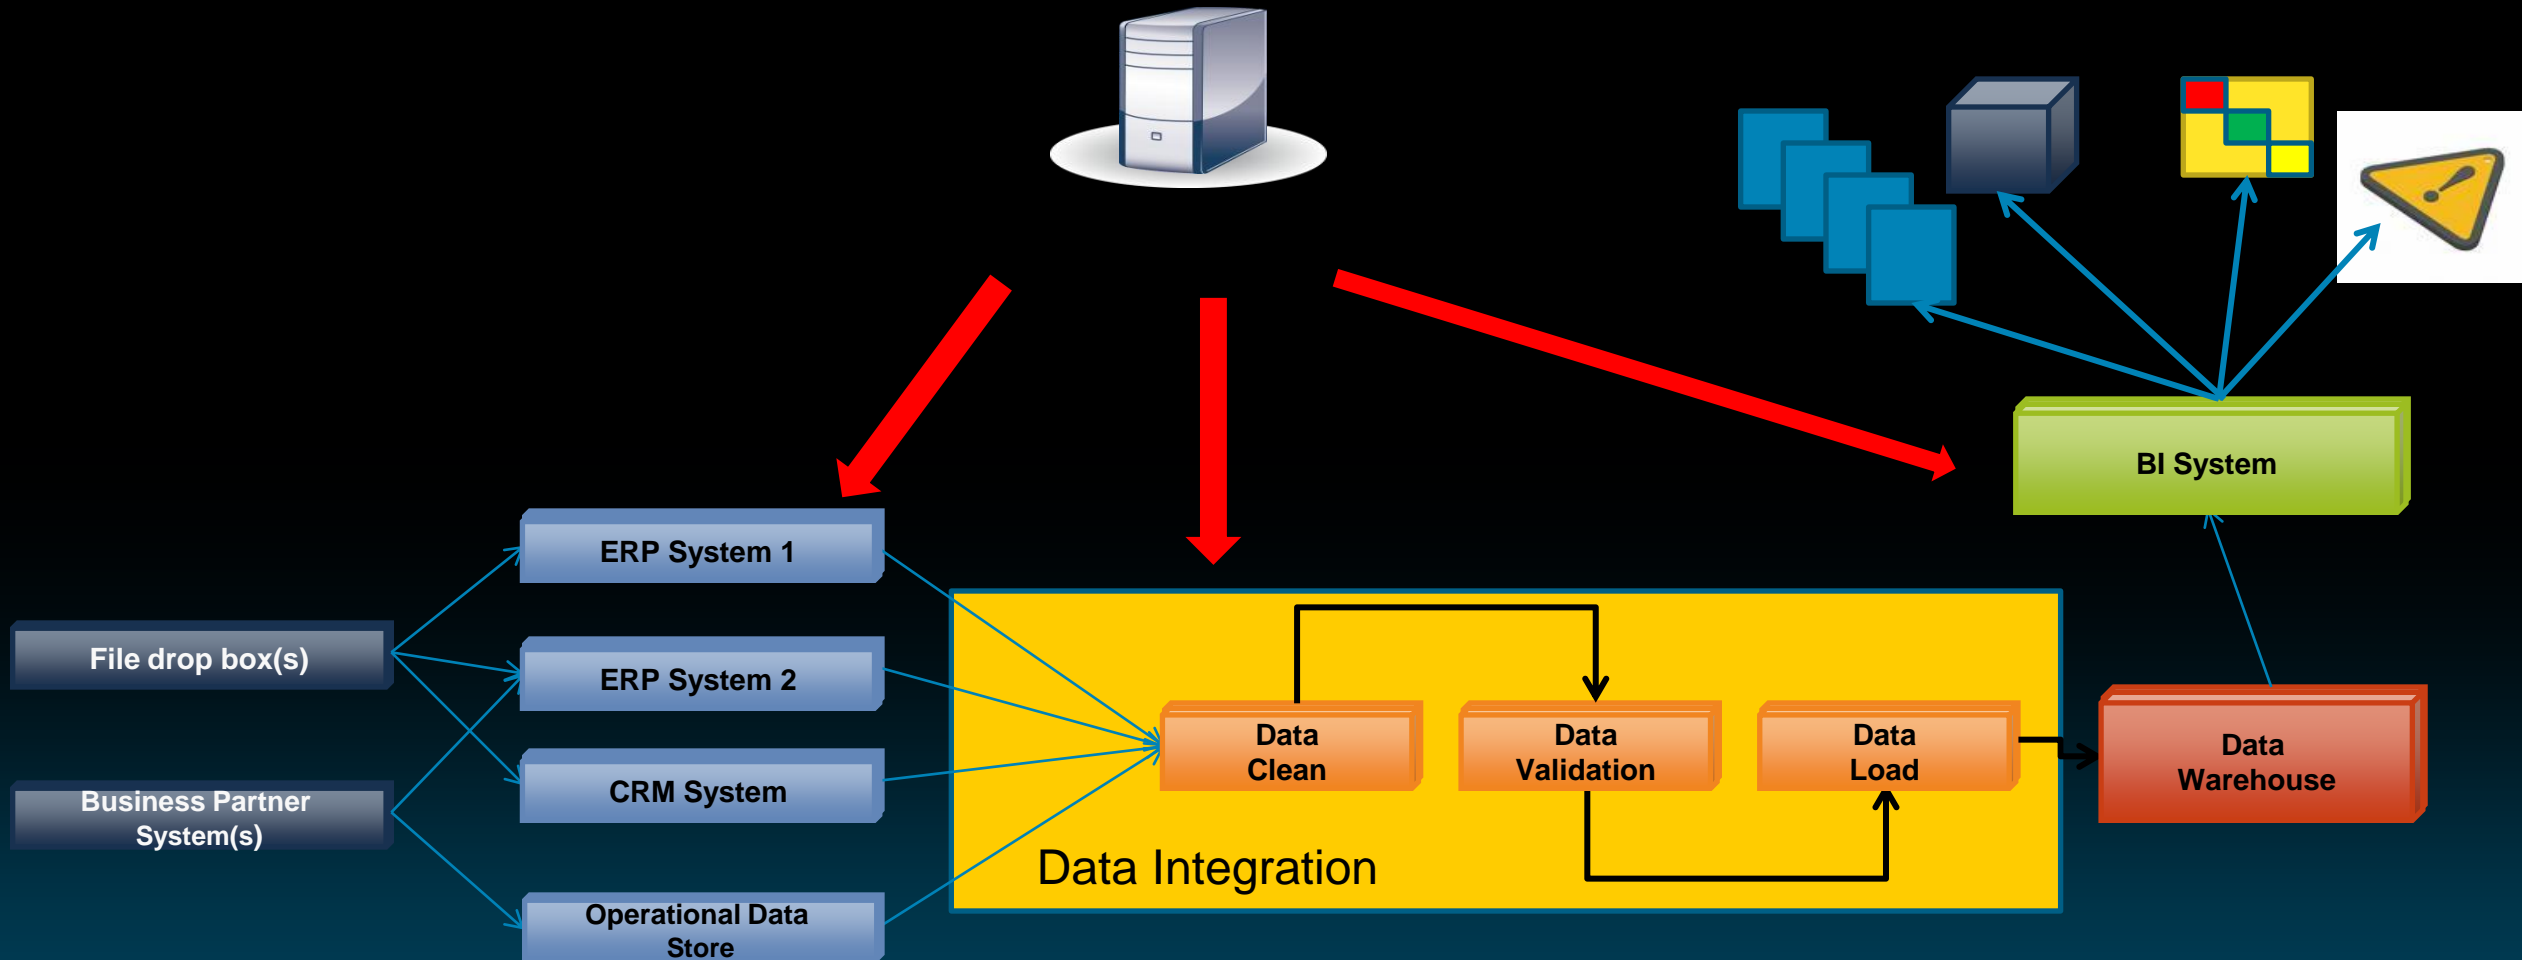 BI System
ERP System 1
File drop box(s)
ERP System 2
Data
Clean
Data
Validation
Data
Load
Data
Warehouse
CRM System
Business Partner
System(s)
Data Integration
Operational Data
Store